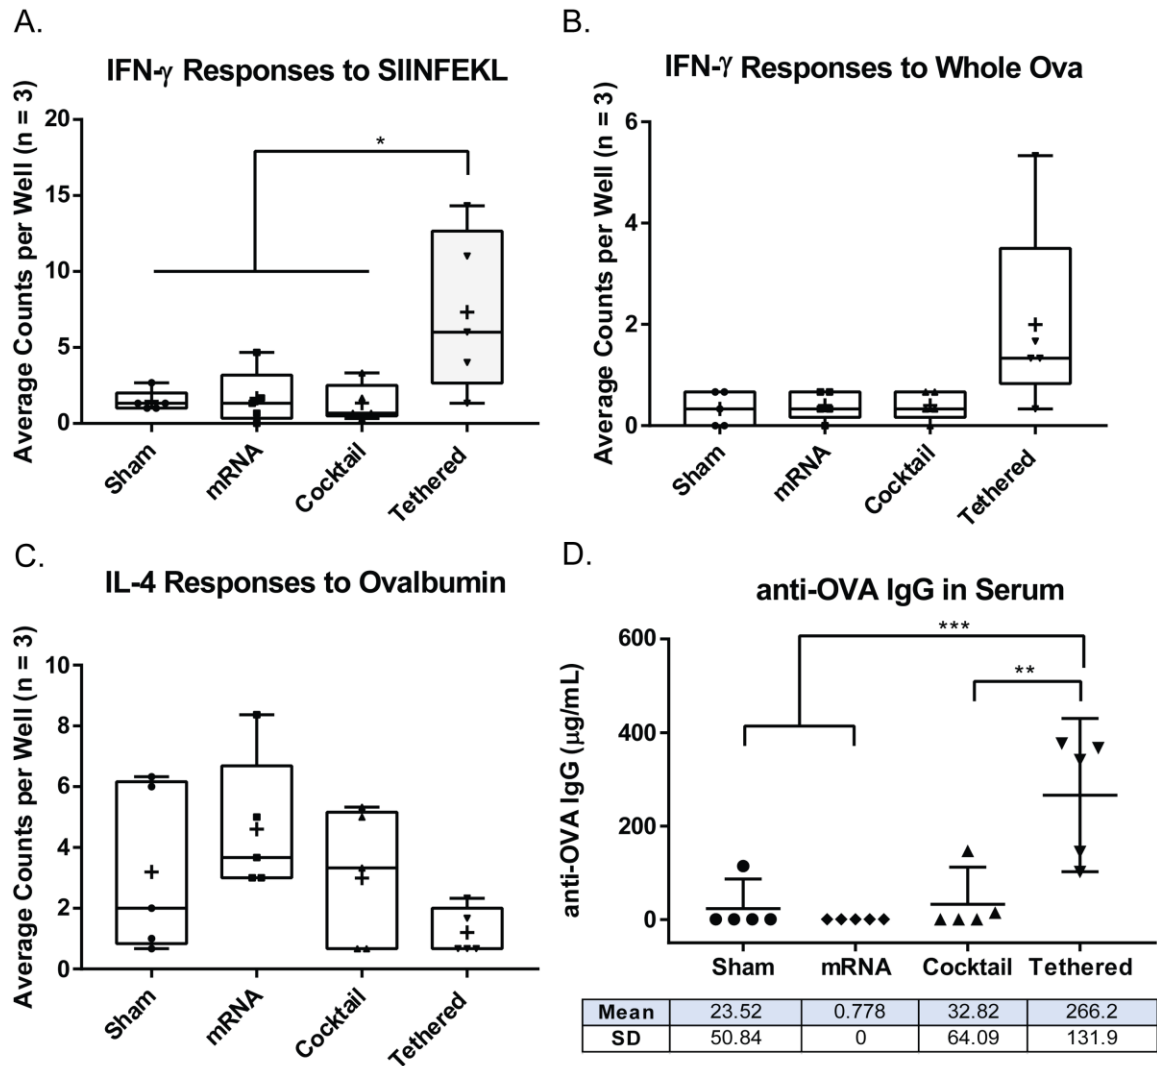 A.
IFN-γ Responses to SIINFEKL
Average Counts per Well (n = 3)
20
15
10
5
0
*
Sham
mRNA
Cocktail
Tethered
B.
IFN-γ Responses to Whole Ova
Average Counts per Well (n = 3)
6
4
2
0
Sham
mRNA
Cocktail
Tethered
C.
IL-4 Responses to Ovalbumin
Average Counts per Well (n = 3)
10
8
6
4
2
0
Sham
mRNA
Cocktail
Tethered
D.
anti-OVA IgG in Serum
anti-OVA IgG (μg/mL)
600
400
200
0
***
**
Sham mRNA Cocktail Tethered
Mean 23.52 0.778 32.82 266.2
SD 50.84 0 64.09 131.9